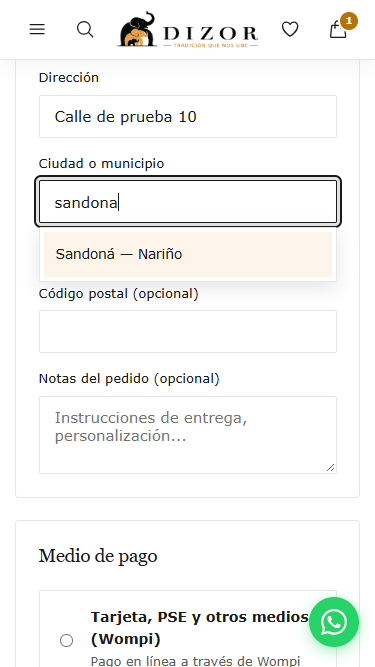 DIZOR
TRADICIÓN QUE NOS UNE
1
Dirección
Calle de prueba 10
Ciudad o municipio
sandona
Sandoná — Nariño
Código postal (opcional)
Notas del pedido (opcional)
Instrucciones de entrega,
personalización...
Medio de pago
Tarjeta, PSE y otros medios
(Wompi)
Pago en línea a través de Wompi